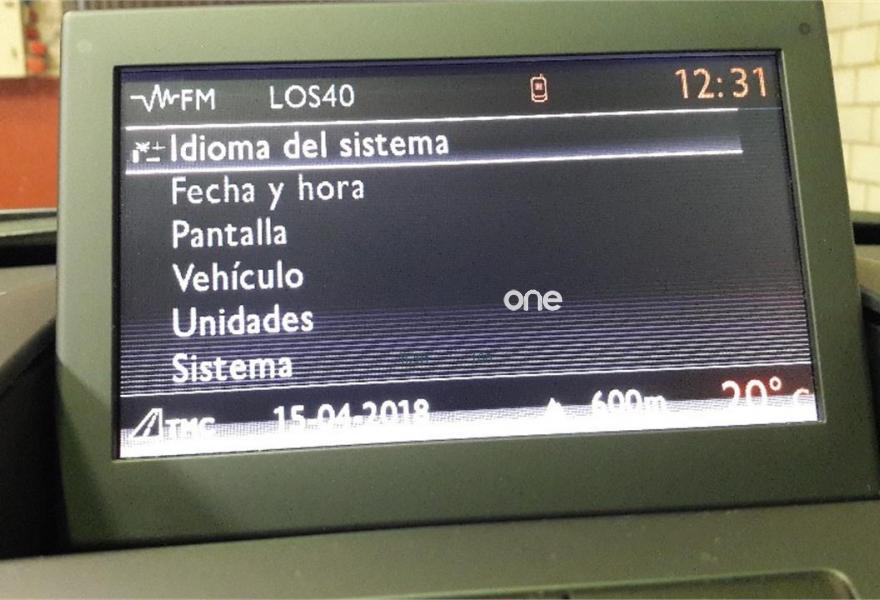 FM LOS40 12:31
Idioma del sistema
Fecha y hora
Pantalla
Vehículo
one
Unidades
Sistema
TMC 15-04-2018 600m 20° C